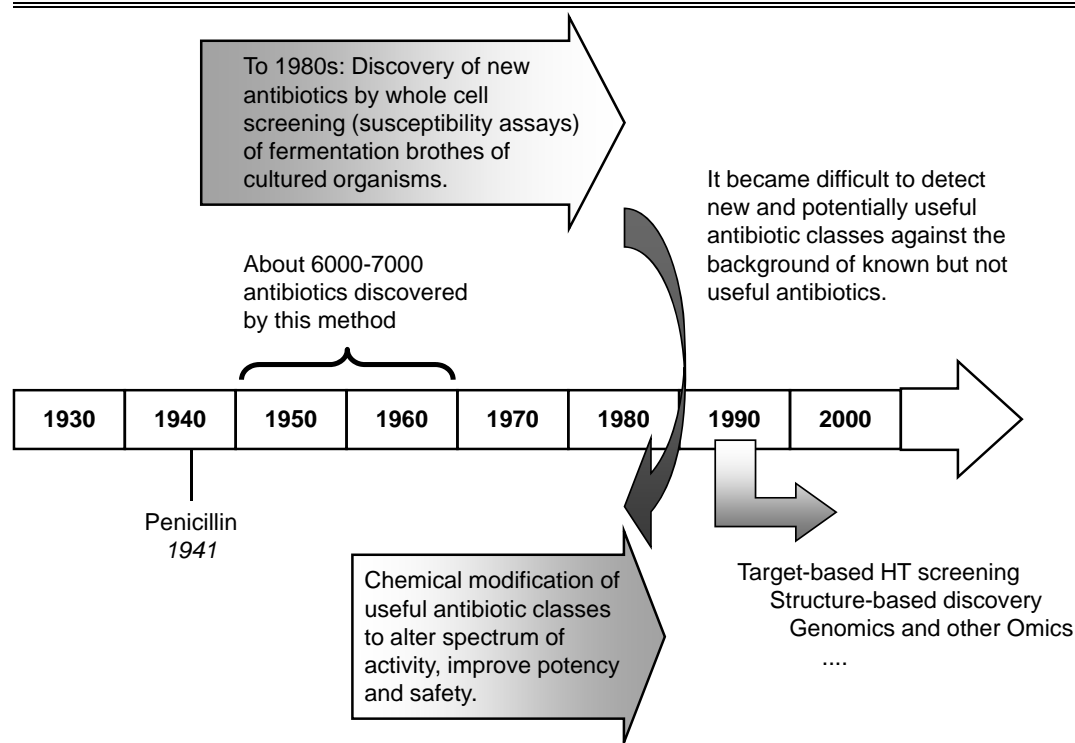 To 1980s: Discovery of new
antibiotics by whole cell
screening (susceptibility assays)
of fermentation brothes of
cultured organisms.
It became difficult to detect
new and potentially useful
antibiotic classes against the
background of known but not
useful antibiotics.
About 6000-7000
antibiotics discovered
by this method
1930 1940 1950 1960 1970 1980 1990 2000
Penicillin
1941
Chemical modification of
useful antibiotic classes
to alter spectrum of
activity, improve potency
and safety.
Target-based HT screening
Structure-based discovery
Genomics and other Omics
....